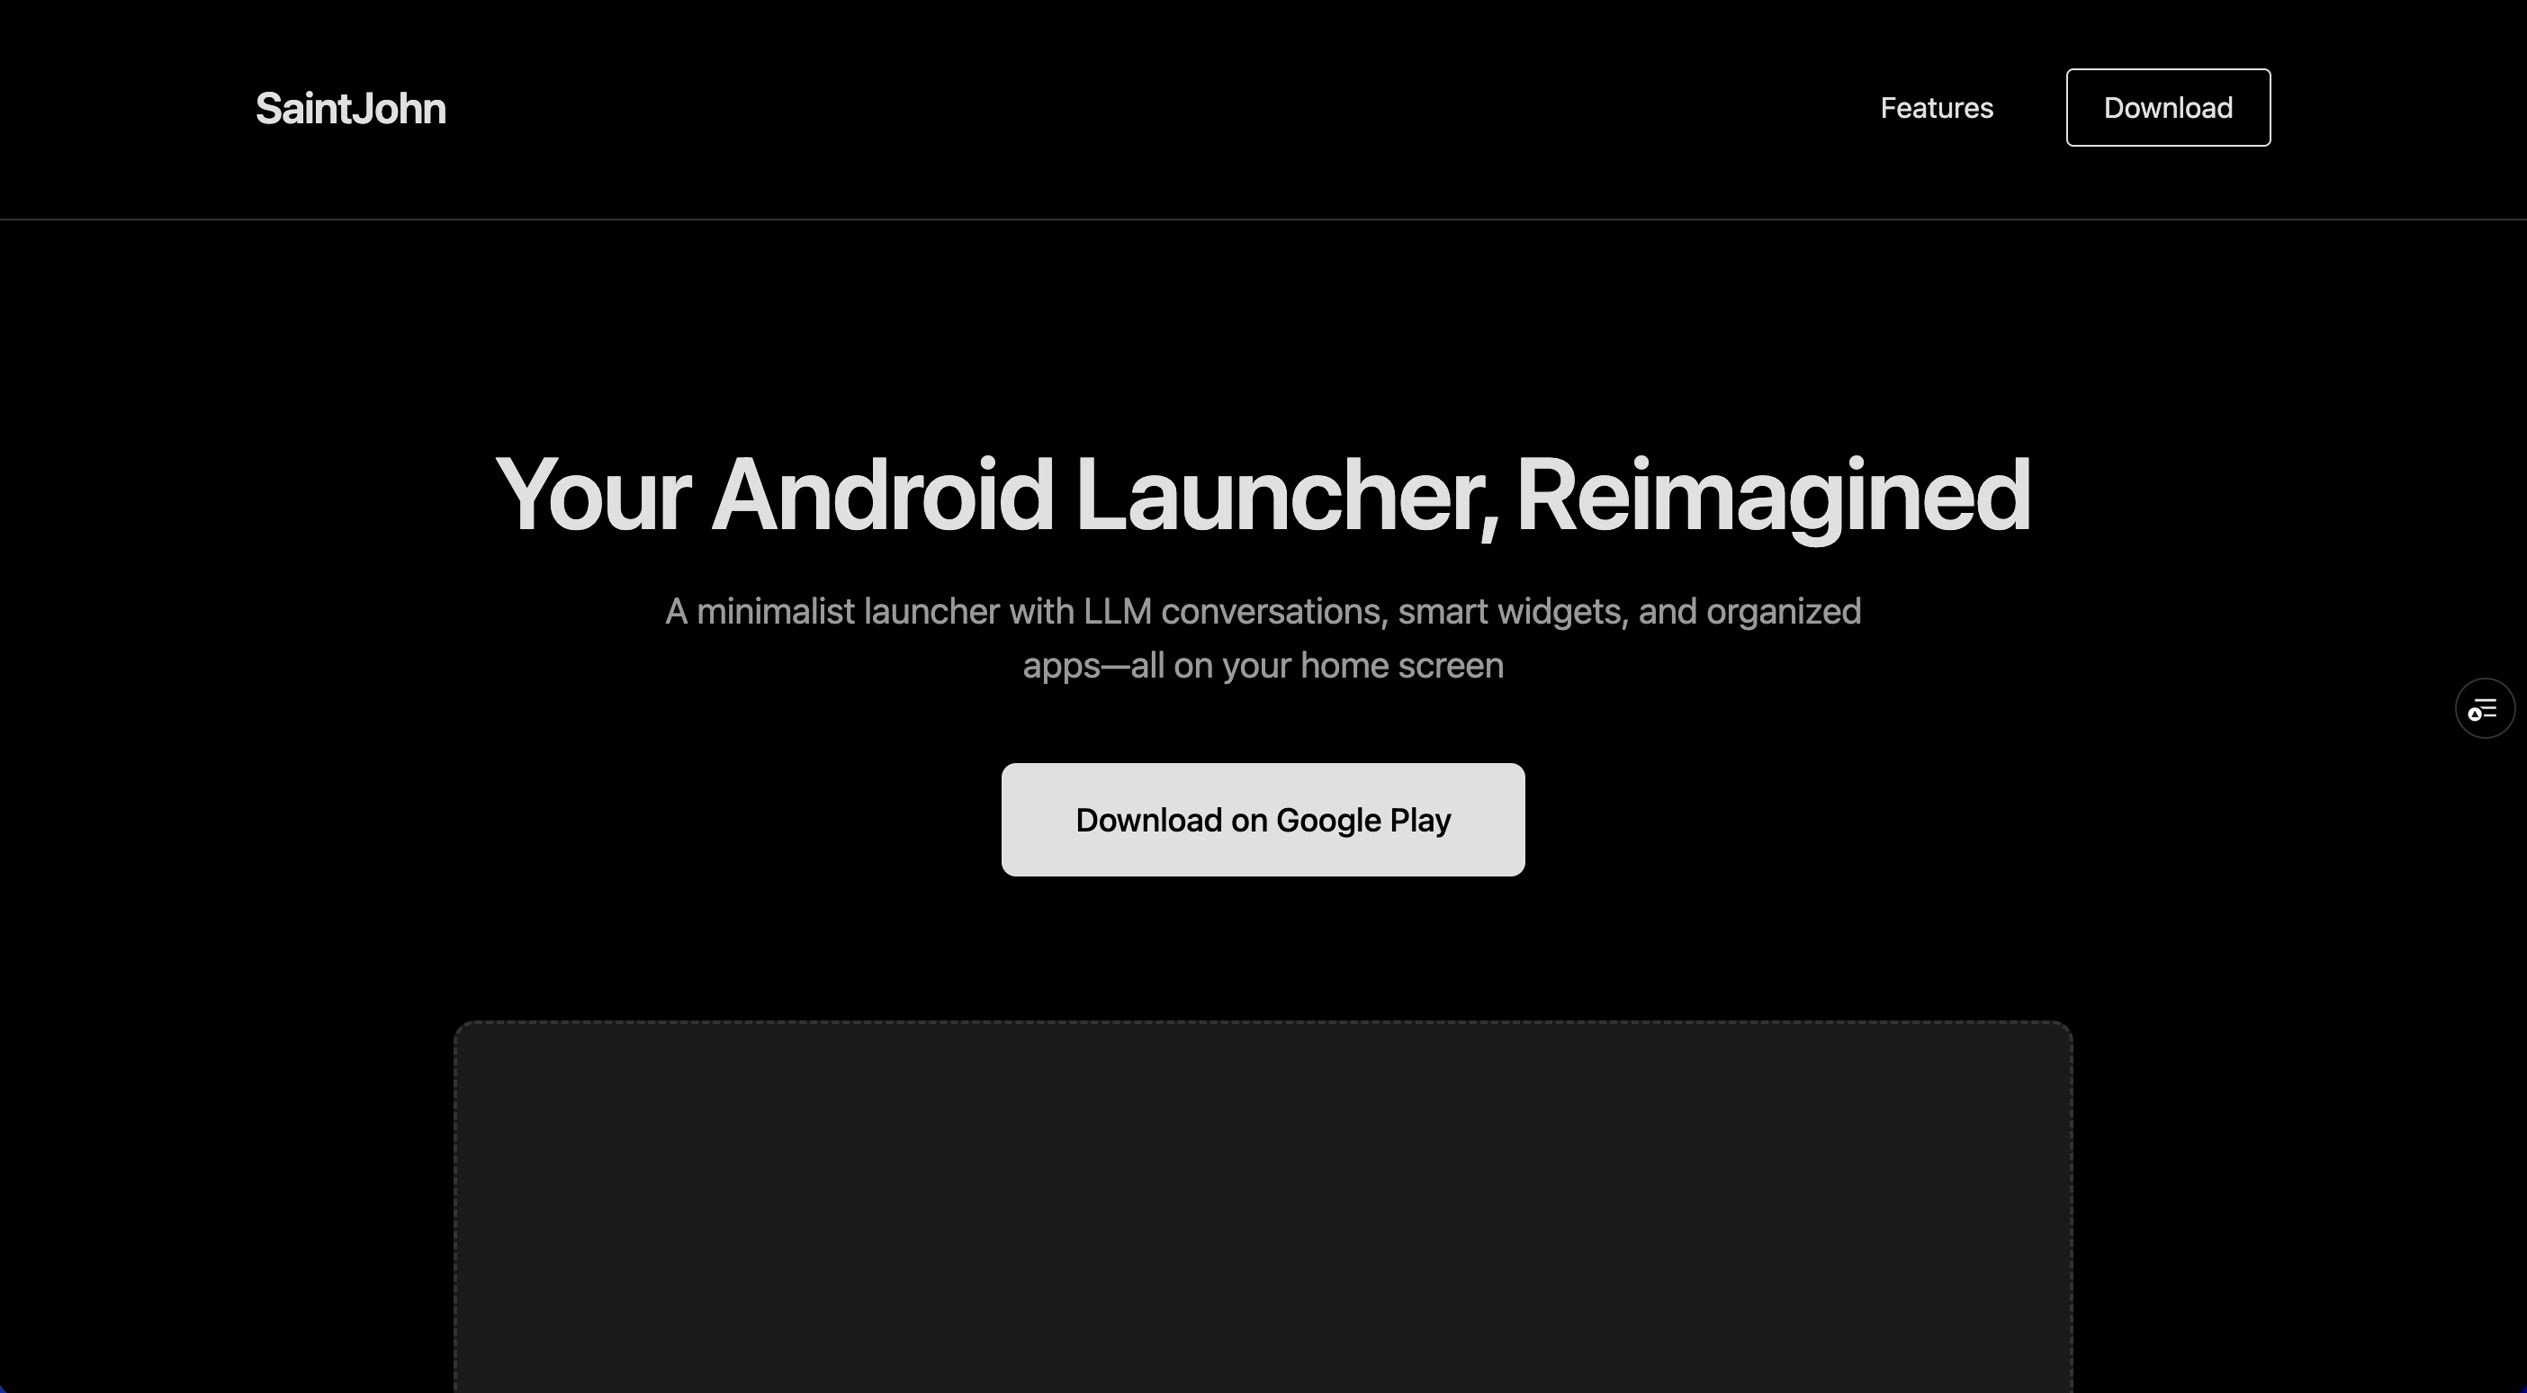 SaintJohn
Features
Download
Your Android Launcher, Reimagined
A minimalist launcher with LLM conversations, smart widgets, and organized
apps—all on your home screen
Download on Google Play